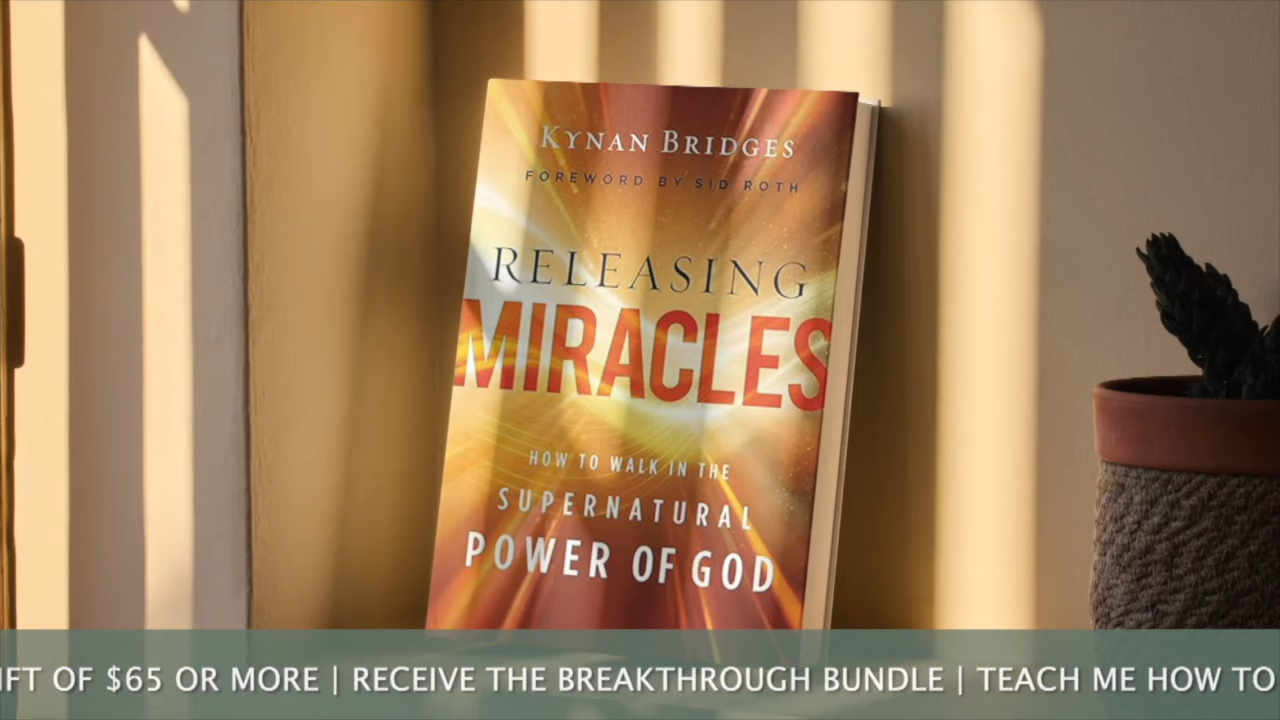 KYNAN BRIDGES
FOREWORD BY SID ROTH
RELEASING
MIRACLES
HOW TO WALK IN THE
SUPERNATURAL
POWER OF GOD
IFT OF $65 OR MORE | RECEIVE THE BREAKTHROUGH BUNDLE | TEACH ME HOW TO